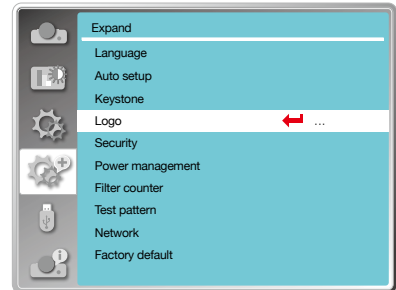 Expand
Language
Auto setup
Keystone
Logo ...
Security
Power management
Filter counter
Test pattern
Network
Factory default